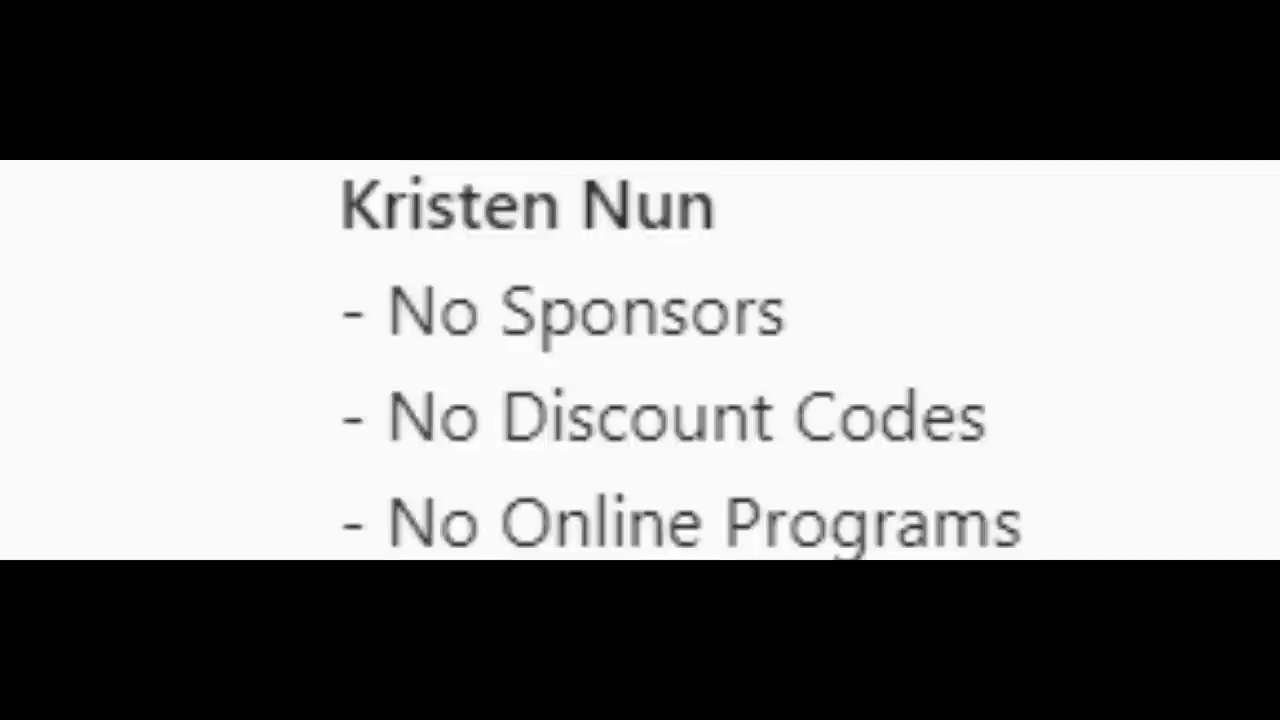 Kristen Nun
- No Sponsors
- No Discount Codes
- No Online Programs